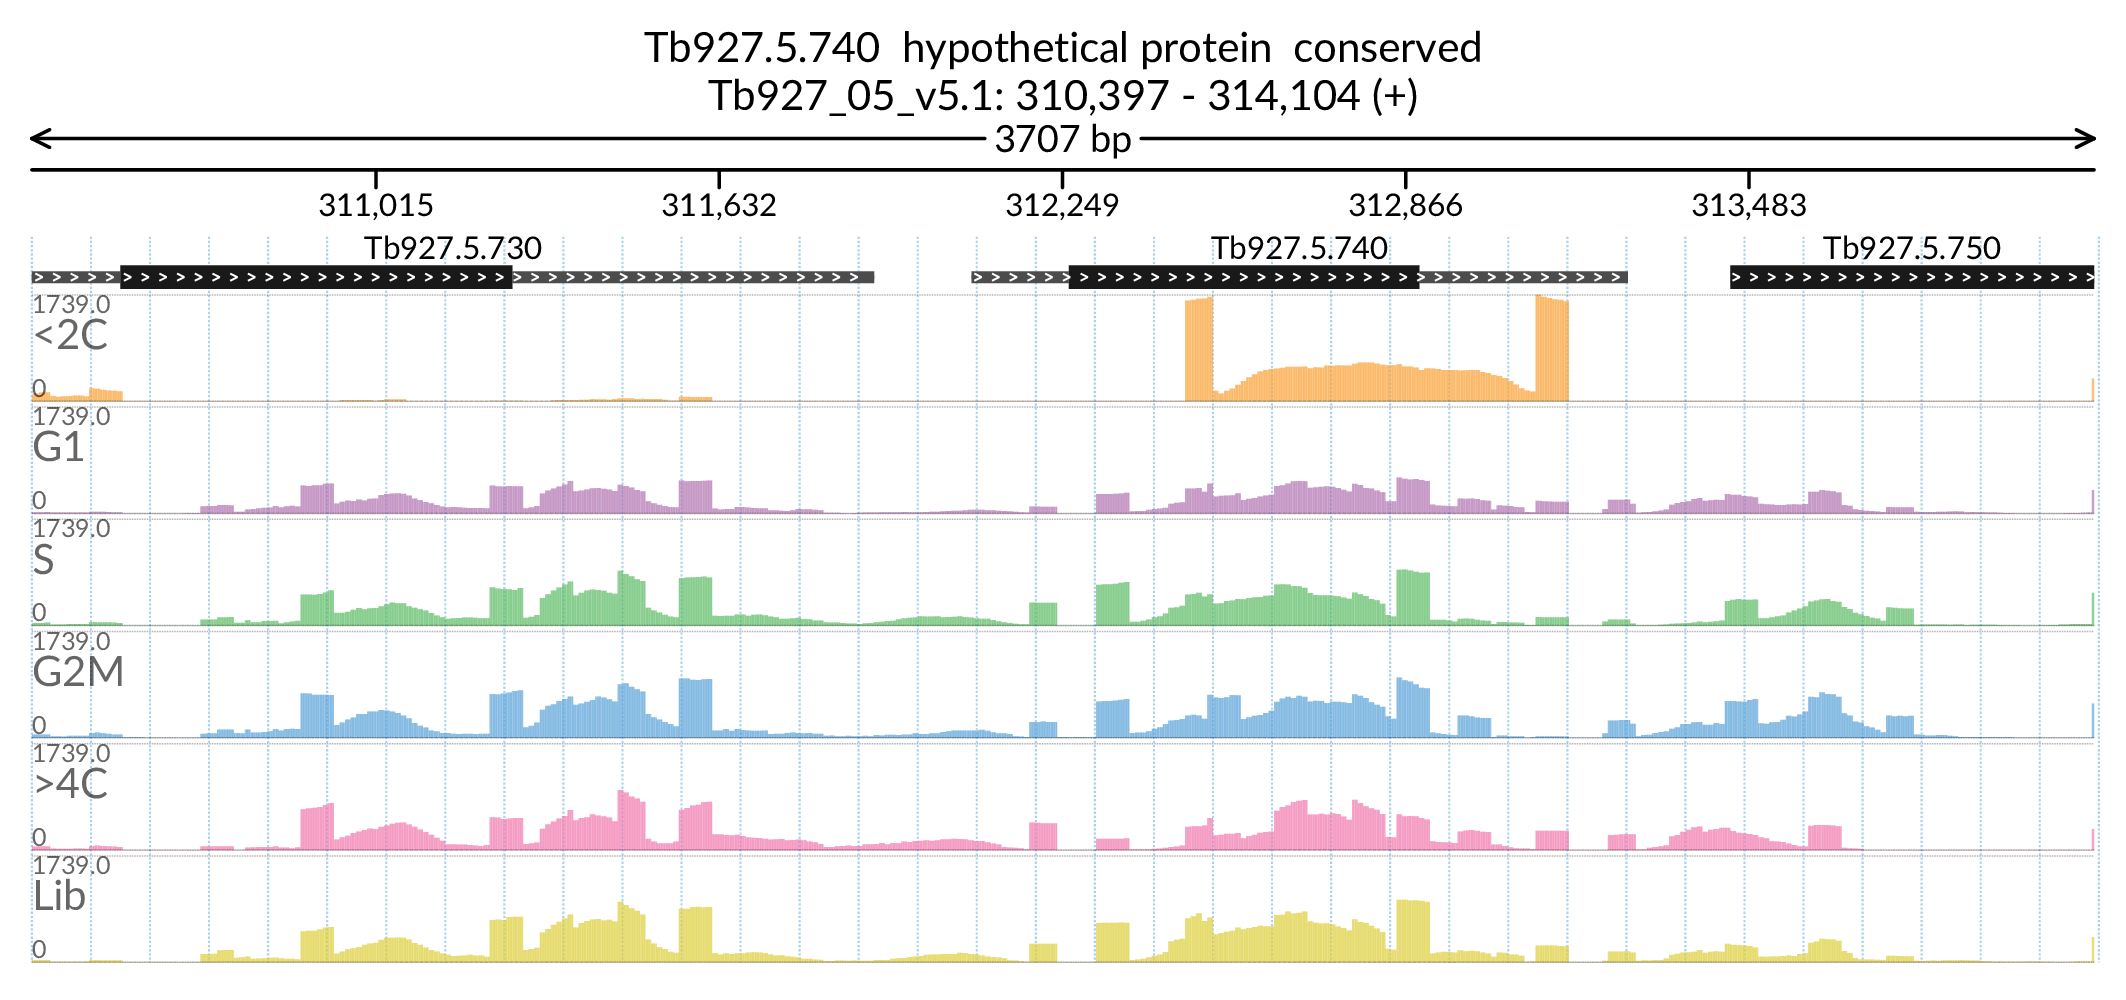 Tb927.5.740  hypothetical protein  conserved
Tb927_05_v5.1: 310,397 - 314,104 (+)
3707 bp
311,015 311,632 312,249 312,866 313,483
Tb927.5.730 Tb927.5.740 Tb927.5.750
1739.0
<2C
0
1739.0
G1
0
1739.0
S
0
1739.0
G2M
0
1739.0
>4C
0
1739.0
Lib
0